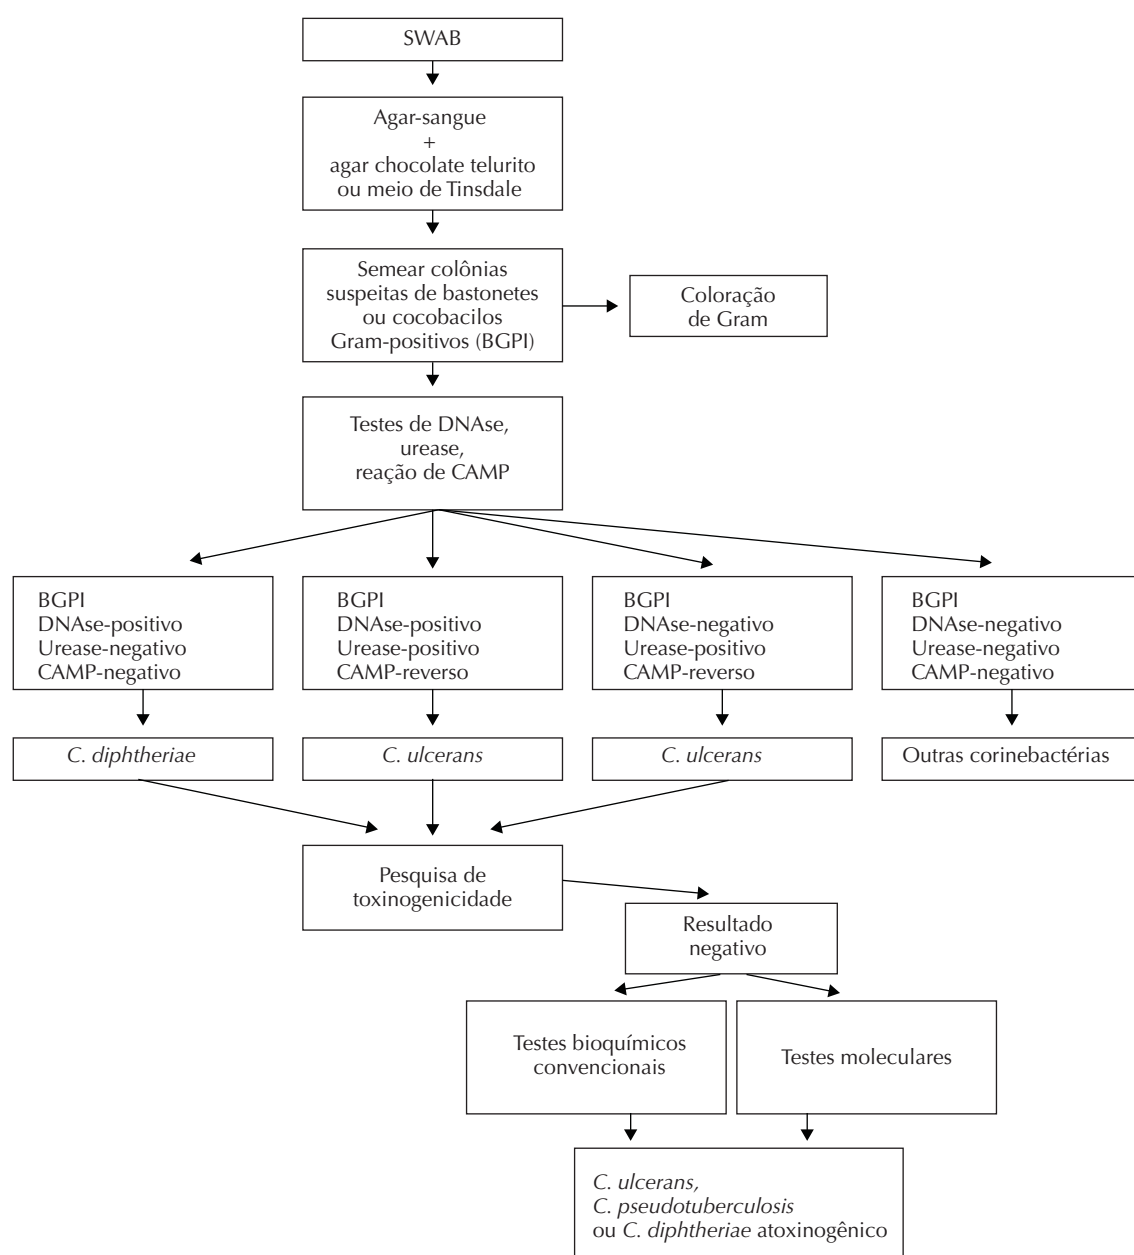 SWAB
Agar-sangue
+
agar chocolate telurito
ou meio de Tinsdale
Semear colônias
suspeitas de bastonetes
ou cocobacilos
Gram-positivos (BGPI)
Coloração
de Gram
Testes de DNAse,
urease,
reação de CAMP
BGPI
DNAse-positivo
Urease-negativo
CAMP-negativo
BGPI
DNAse-positivo
Urease-positivo
CAMP-reverso
BGPI
DNAse-negativo
Urease-positivo
CAMP-reverso
BGPI
DNAse-negativo
Urease-negativo
CAMP-negativo
C. diphtheriae
C. ulcerans
C. ulcerans
Outras corinebactérias
Pesquisa de
toxinogenicidade
Resultado
negativo
Testes bioquímicos
convencionais
Testes moleculares
C. ulcerans,
C. pseudotuberculosis
ou C. diphtheriae atoxinogênico